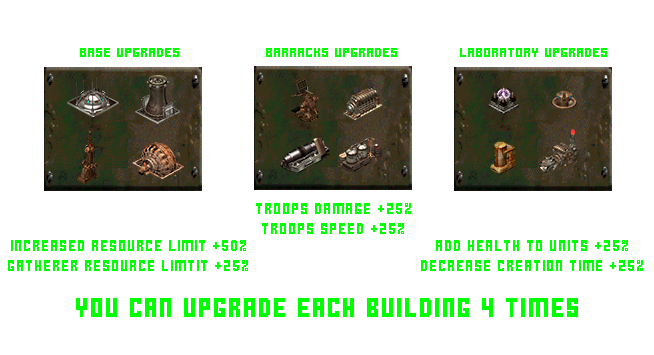 BASE UPGRADES
BARRACKS UPGRADES
LABORATORY UPGRADES
TROOPS DAMAGE +25%
TROOPS SPEED +25%
INCREASED RESOURCE LIMIT +50%
GATHERER RESOURCE LIMTIT +25%
ADD HEALTH TO UNITS +25%
DECREASE CREATION TIME +25%
YOU CAN UPGRADE EACH BUILDING 4 TIMES